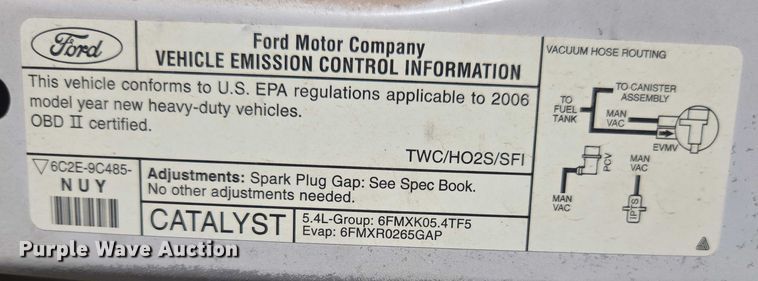 Ford
Ford Motor Company
VEHICLE EMISSION CONTROL INFORMATION
This vehicle conforms to U.S. EPA regulations applicable to 2006
model year new heavy-duty vehicles.
OBD II certified.
TWC/HO2S/SFI
▽6C2E-9C485-
NUY
Adjustments: Spark Plug Gap: See Spec Book.
No other adjustments needed.
CATALYST
5.4L-Group: 6FMXK05.4TF5
Evap: 6FMXR0265GAP
VACUUM HOSE ROUTING
TO CANISTER
ASSEMBLY
TO
FUEL
TANK
MAN
VAC
EVMV
PCV
MAN
VAC
MAN
VAC
IPTS
Purple Wave Auction